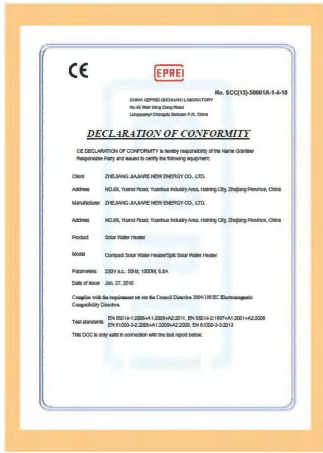 CE
EPREI
No. SCC(15)-50001A-1-4-10
CHINA CEPREI (SICHUAN) LABORATORY
No.45 Wen Ming Dong Road
Longquanyi Chengdu Sichuan P.R. China
DECLARATION OF CONFORMITY
CE DECLARATION OF CONFORMITY is hereby responsibility of the Name Grantee/
Responsible Party and issued to certify the following equipment:
Client ZHEJIANG JIAJIARE NEW ENERGY CO., LTD.
Address NO.68, Yuanxi Road, Yuanhua Industry Area, Haining City, Zhejiang Province, China
Manufacturer ZHEJIANG JIAJIARE NEW ENERGY CO., LTD.
Address NO.68, Yuanxi Road, Yuanhua Industry Area, Haining City, Zhejiang Province, China
Product Solar Water Heater
Model Compact Solar Water Heater/Split Solar Water Heater
Parameters 230V a.c., 50Hz, 1500W, 6.8A
Date of issue Jan. 27, 2015
Complies with the requirement set out the Council Directive 2004/108/EC Electromagnetic
Compatibility Directive.
Test standards EN 55014-1:2006+A1:2009+A2:2011, EN 55014-2:1997+A1:2001+A2:2008
EN 61000-3-2:2006+A1:2009+A2:2009, EN 61000-3-3:2013
This DOC is only valid in connection with the test report below: